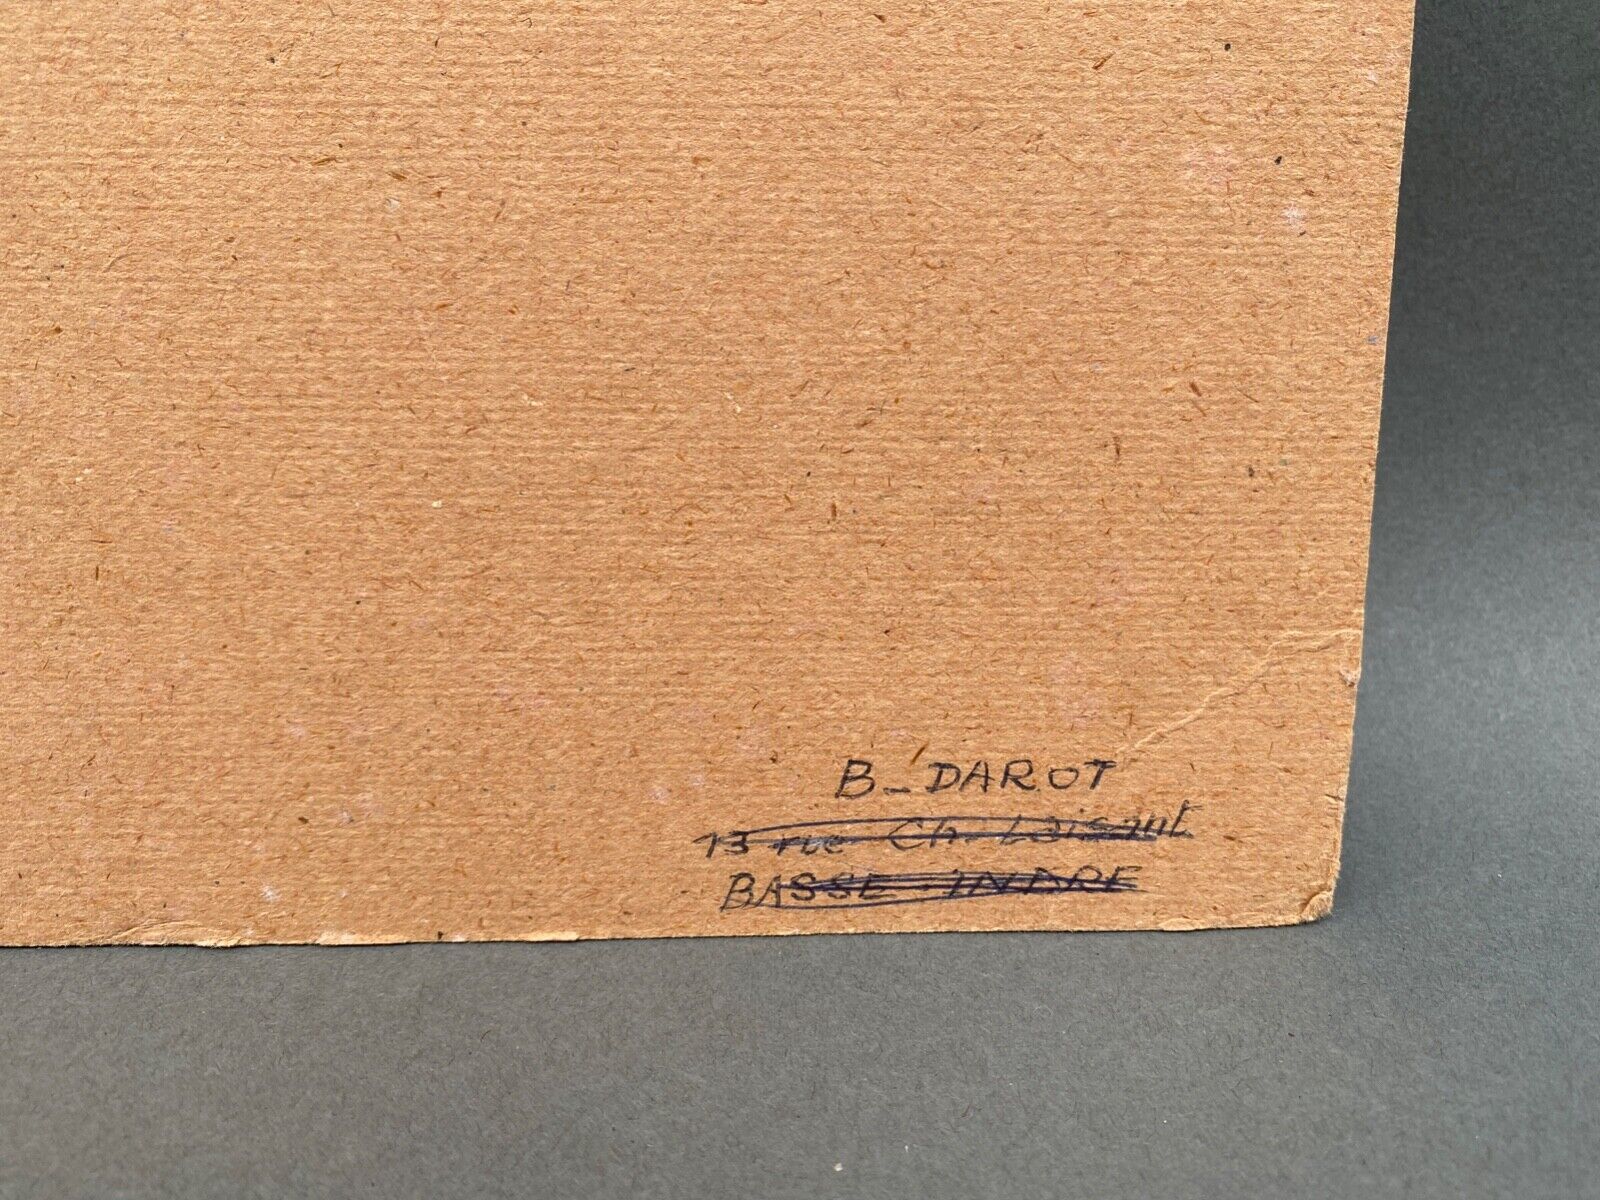 B_DAROT
13 rue Ch. Laisant
BASSE-INDRE